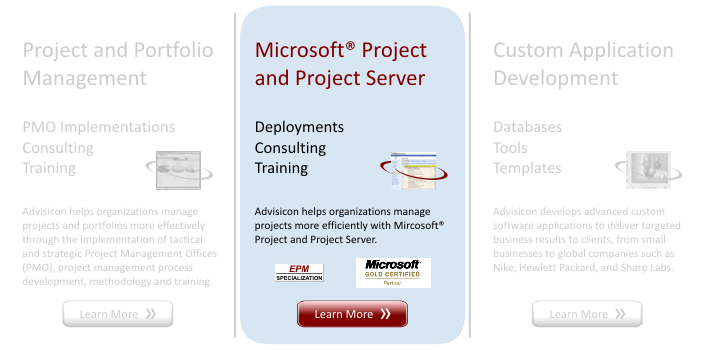 Project and Portfolio
Management
PMO Implementations
Consulting
Training
Advisicon helps organizations manage
projects and portfolios more effectively
through the implementation of tactical
and strategic Project Management Offices
(PMO), project management process
development, methodology and training.
Learn More »
Microsoft® Project
and Project Server
Deployments
Consulting
Training
Advisicon helps organizations manage
projects more efficiently with Mircosoft®
Project and Project Server.
EPM
SPECIALIZATION
Microsoft
GOLD CERTIFIED
Partner
Learn More »
Custom Application
Development
Databases
Tools
Templates
Advisicon develops advanced custom
software applications to deliver targeted
business results to clients, from small
businesses to global companies such as
Nike, Hewlett Packard, and Sharp Labs.
Learn More »